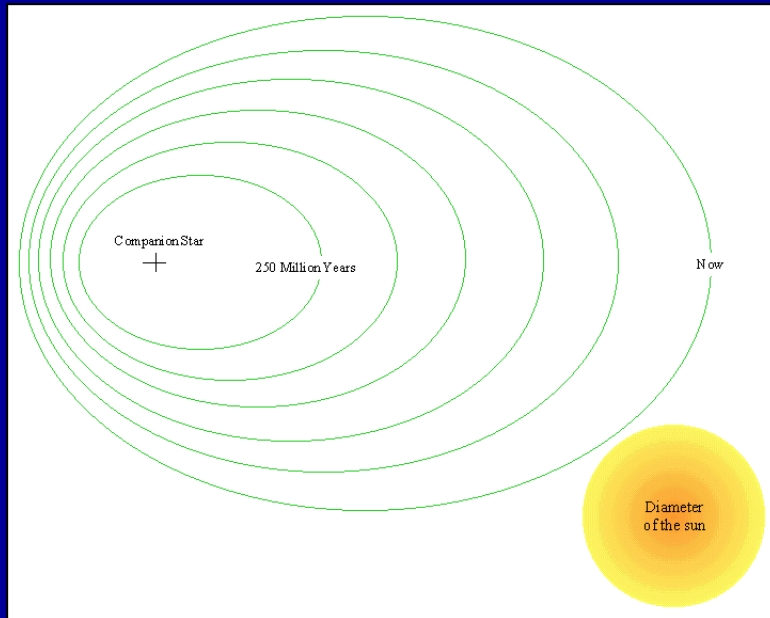 Companion Star
250 Million Years
Now
Diameter
of the sun